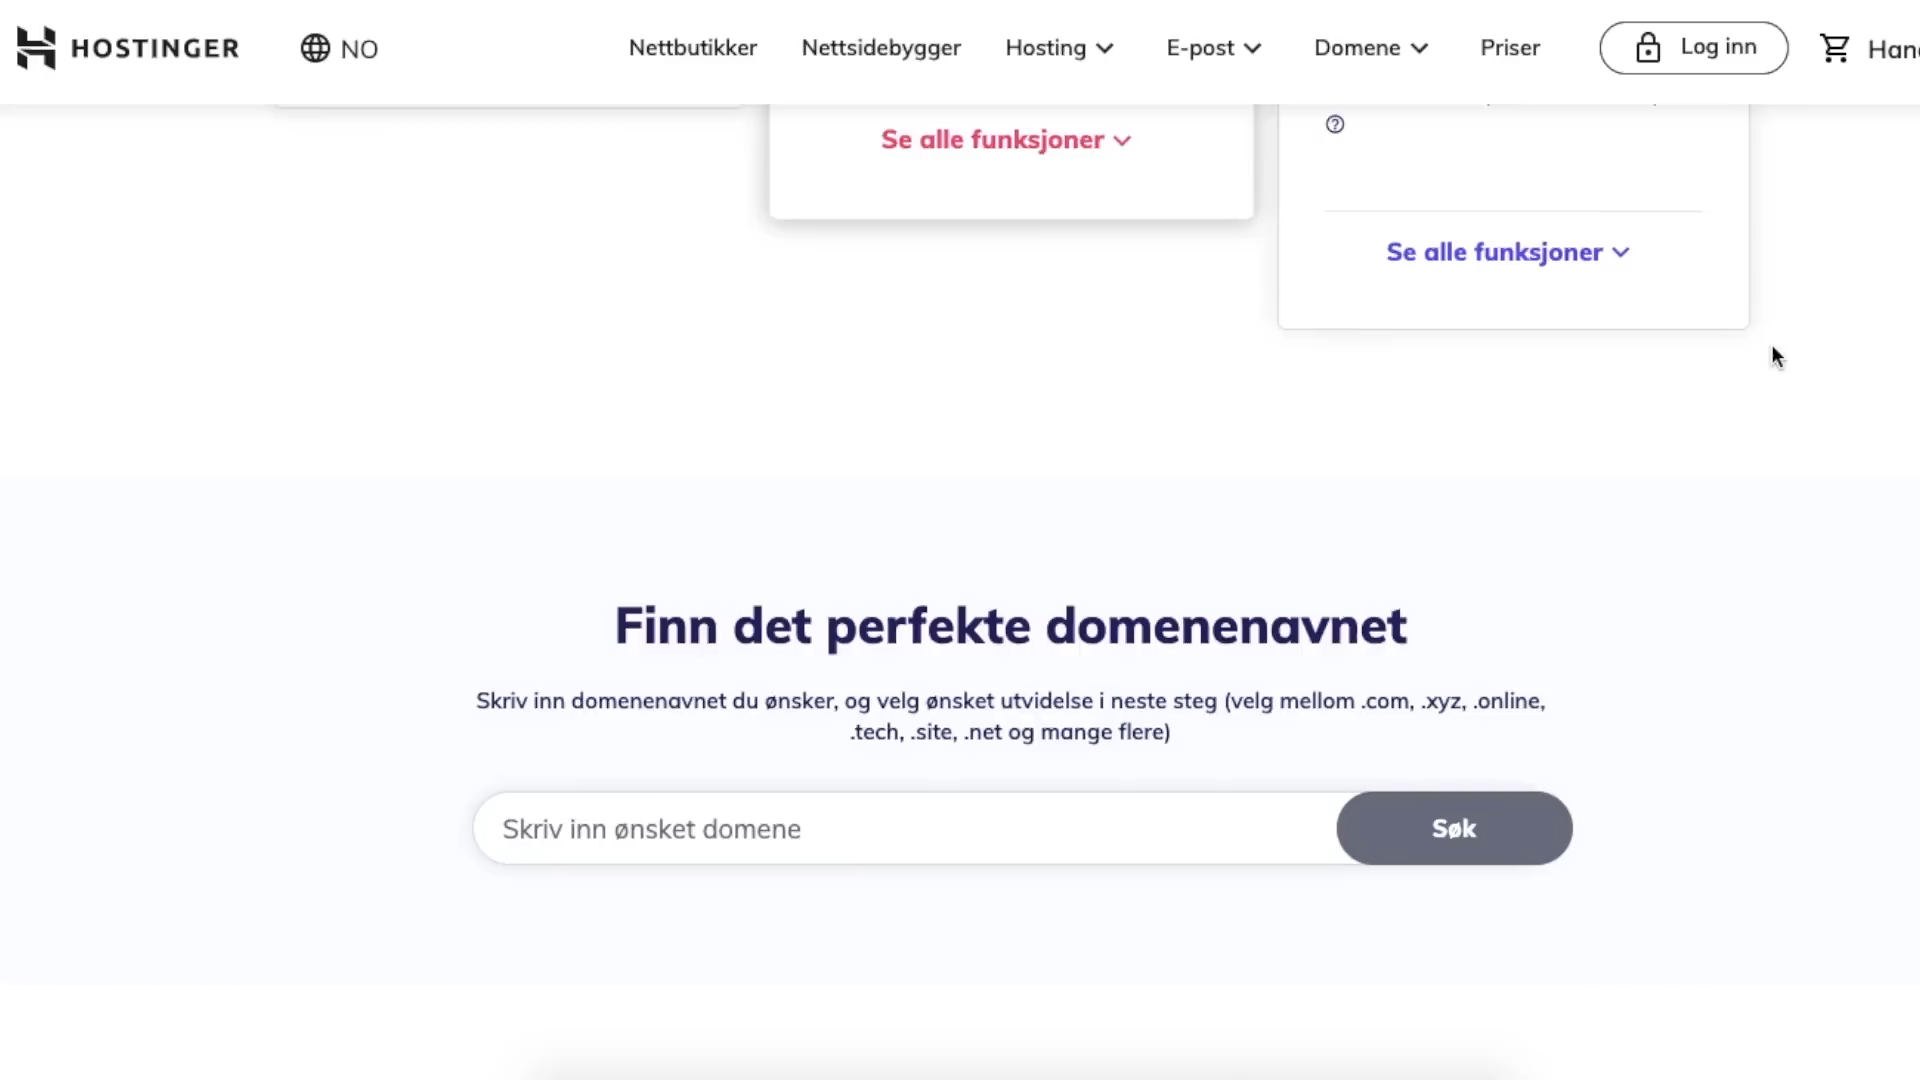 HOSTINGER NO Nettbutikker Nettsidebygger Hosting E-post Domene Priser Log inn
Se alle funksjoner
Se alle funksjoner
Finn det perfekte domenenavnet
Skriv inn domenenavnet du ønsker, og velg ønsket utvidelse i neste steg (velg mellom .com, .xyz, .online,
.tech, .site, .net og mange flere)
Skriv inn ønsket domene Søk